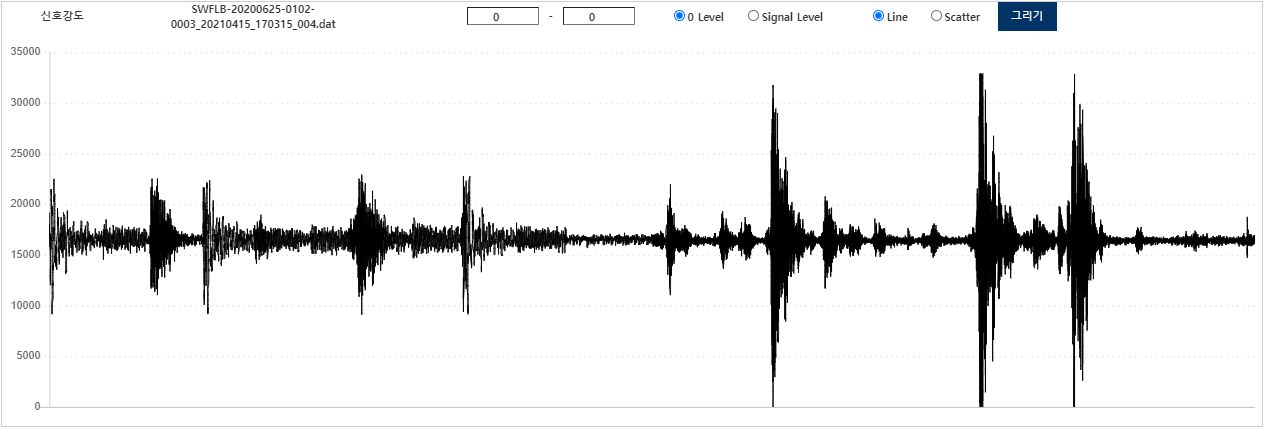 신호강도
SWFLB-20200625-0102-
0003_20210415_170315_004.dat
0 - 0
0 Level Signal Level
Line Scatter
그리기
35000
30000
25000
20000
15000
10000
5000
0